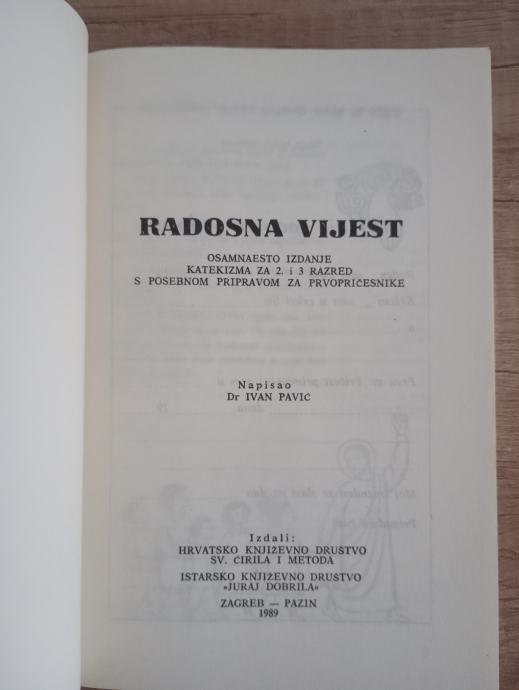 RADOSNA VIJEST
OSAMNAESTO IZDANJE
KATEKIZMA ZA 2. i 3 RAZRED
S POSEBNOM PRIPRAVOM ZA PRVOPRIČESNIKE
Napisao
Dr IVAN PAVIĆ
Izdali:
HRVATSKO KNJIŽEVNO DRUŠTVO
SV. ĆIRILA I METODA
ISTARSKO KNJIŽEVNO DRUŠTVO
»JURAJ DOBRILA«
ZAGREB — PAZIN
1989